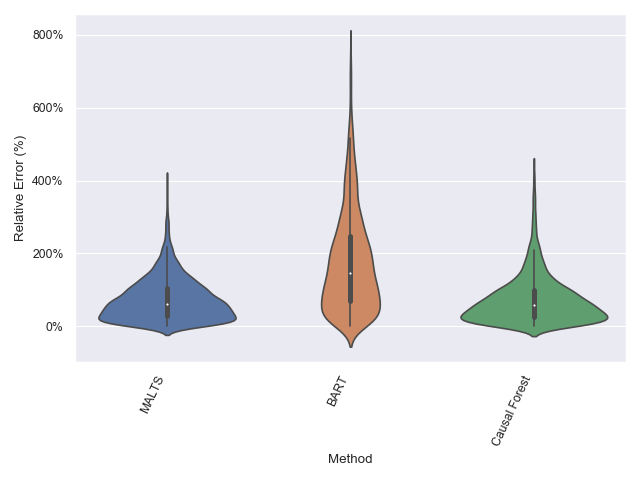 800%
600%
400%
200%
0%
Relative Error (%)
MALTS
BART
Causal Forest
Method